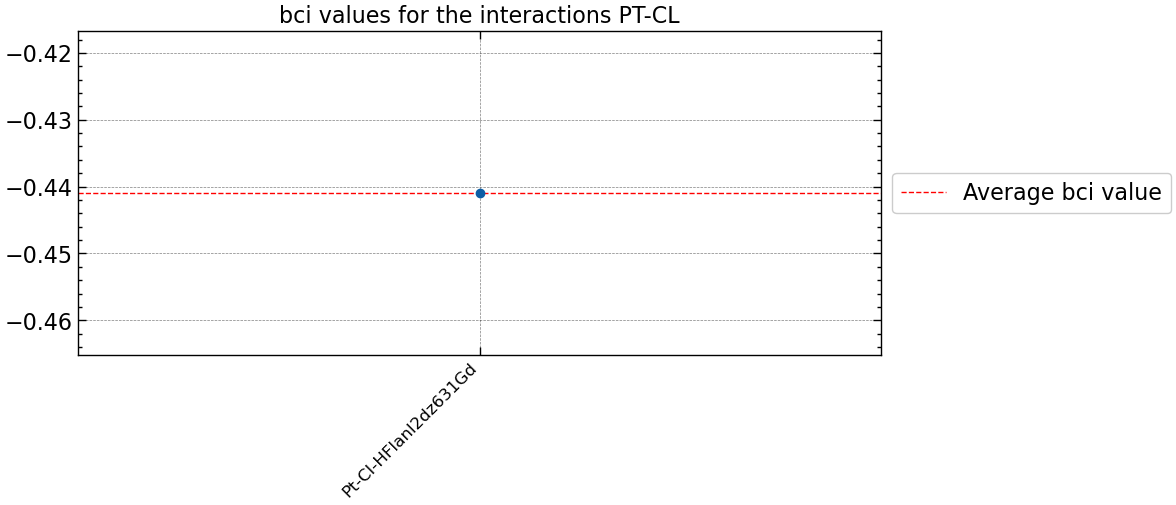 bci values for the interactions PT-CL
−0.42
−0.43
−0.44
−0.45
−0.46
Average bci value
Pt-Cl-HFlanl2dz631Gd